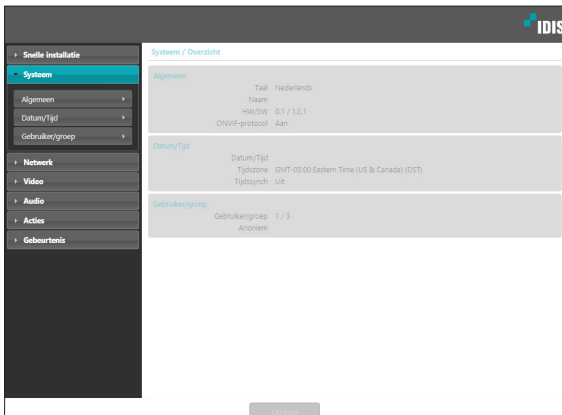 IDIS
Snelle installatie
Systeem
Algemeen
Datum/Tijd
Gebruiker/groep
Netwerk
Video
Audio
Acties
Gebeurtenis
Systeem / Overzicht
Algemeen
Taal Nederlands
Naam
HW/SW 0.1 / 1.2.1
ONVIF-protocol Aan
Datum/Tijd
Datum/Tijd
Tijdszone GMT-05:00 Eastern Time (US & Canada) (DST)
Tijdssynch Uit
Gebruiker/groep
Gebruiker/groep 1 / 3
Anoniem